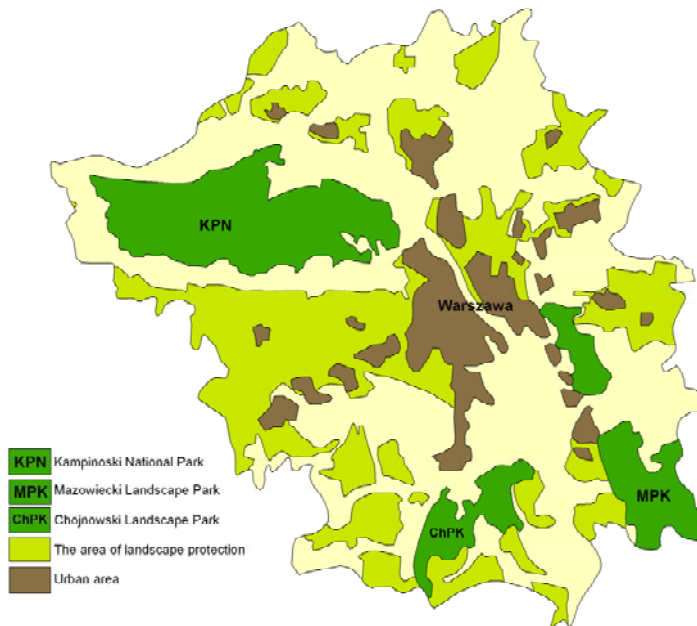 KPN
Warszawa
MPK
ChPK
KPN Kampinoski National Park
MPK Mazowiecki Landscape Park
ChPK Chojnowski Landscape Park
The area of landscape protection
Urban area